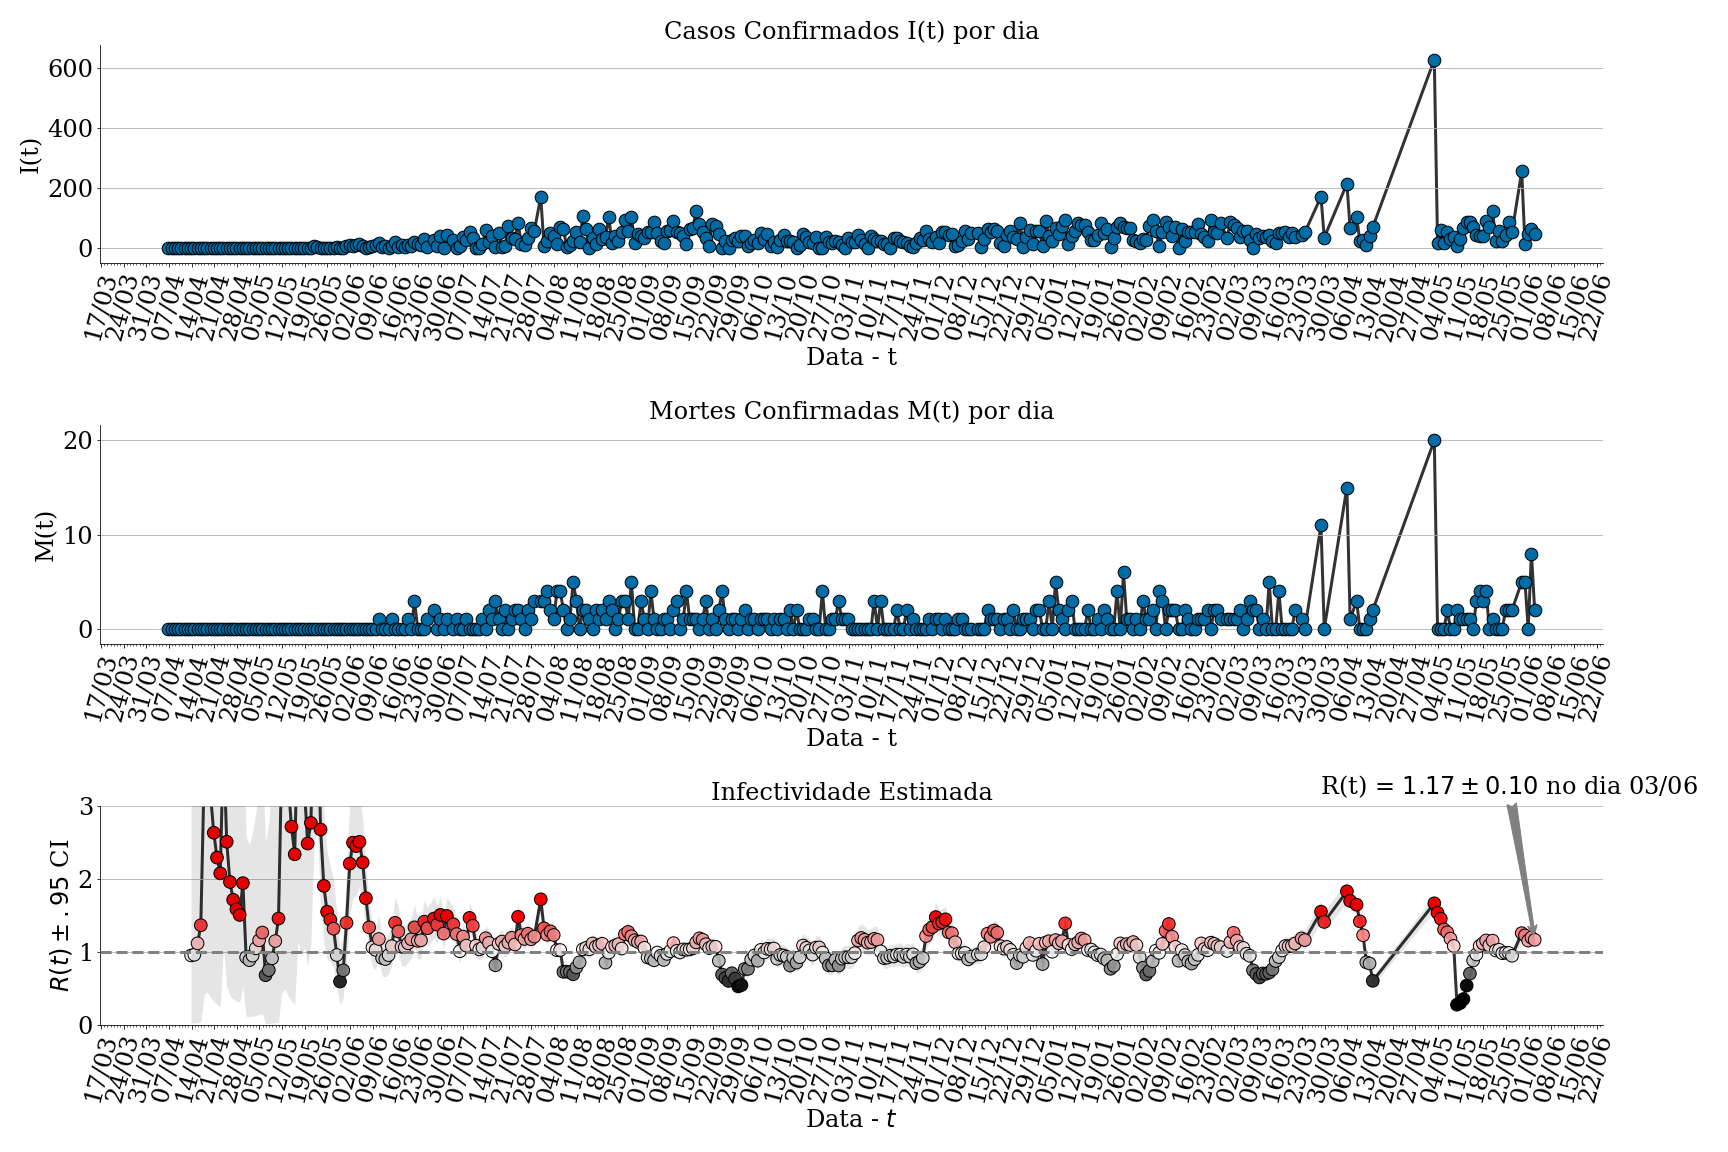 Casos Confirmados I(t) por dia
I(t)
600
400
200
0
17/03 24/03 31/03 07/04 14/04 21/04 28/04 05/05 12/05 19/05 26/05 02/06 09/06 16/06 23/06 30/06 07/07 14/07 21/07 28/07 04/08 11/08 18/08 25/08 01/09 08/09 15/09 22/09 29/09 06/10 13/10 20/10 27/10 03/11 10/11 17/11 24/11 01/12 08/12 15/12 22/12 29/12 05/01 12/01 19/01 26/01 02/02 09/02 16/02 23/02 02/03 09/03 16/03 23/03 30/03 06/04 13/04 20/04 27/04 04/05 11/05 18/05 25/05 01/06 08/06 15/06 22/06
Data - t
Mortes Confirmadas M(t) por dia
M(t)
20
10
0
17/03 24/03 31/03 07/04 14/04 21/04 28/04 05/05 12/05 19/05 26/05 02/06 09/06 16/06 23/06 30/06 07/07 14/07 21/07 28/07 04/08 11/08 18/08 25/08 01/09 08/09 15/09 22/09 29/09 06/10 13/10 20/10 27/10 03/11 10/11 17/11 24/11 01/12 08/12 15/12 22/12 29/12 05/01 12/01 19/01 26/01 02/02 09/02 16/02 23/02 02/03 09/03 16/03 23/03 30/03 06/04 13/04 20/04 27/04 04/05 11/05 18/05 25/05 01/06 08/06 15/06 22/06
Data - t
Infectividade Estimada
R(t) = 1.17 ± 0.10 no dia 03/06
R(t) ± .95 CI
3
2
1
0
17/03 24/03 31/03 07/04 14/04 21/04 28/04 05/05 12/05 19/05 26/05 02/06 09/06 16/06 23/06 30/06 07/07 14/07 21/07 28/07 04/08 11/08 18/08 25/08 01/09 08/09 15/09 22/09 29/09 06/10 13/10 20/10 27/10 03/11 10/11 17/11 24/11 01/12 08/12 15/12 22/12 29/12 05/01 12/01 19/01 26/01 02/02 09/02 16/02 23/02 02/03 09/03 16/03 23/03 30/03 06/04 13/04 20/04 27/04 04/05 11/05 18/05 25/05 01/06 08/06 15/06 22/06
Data - t